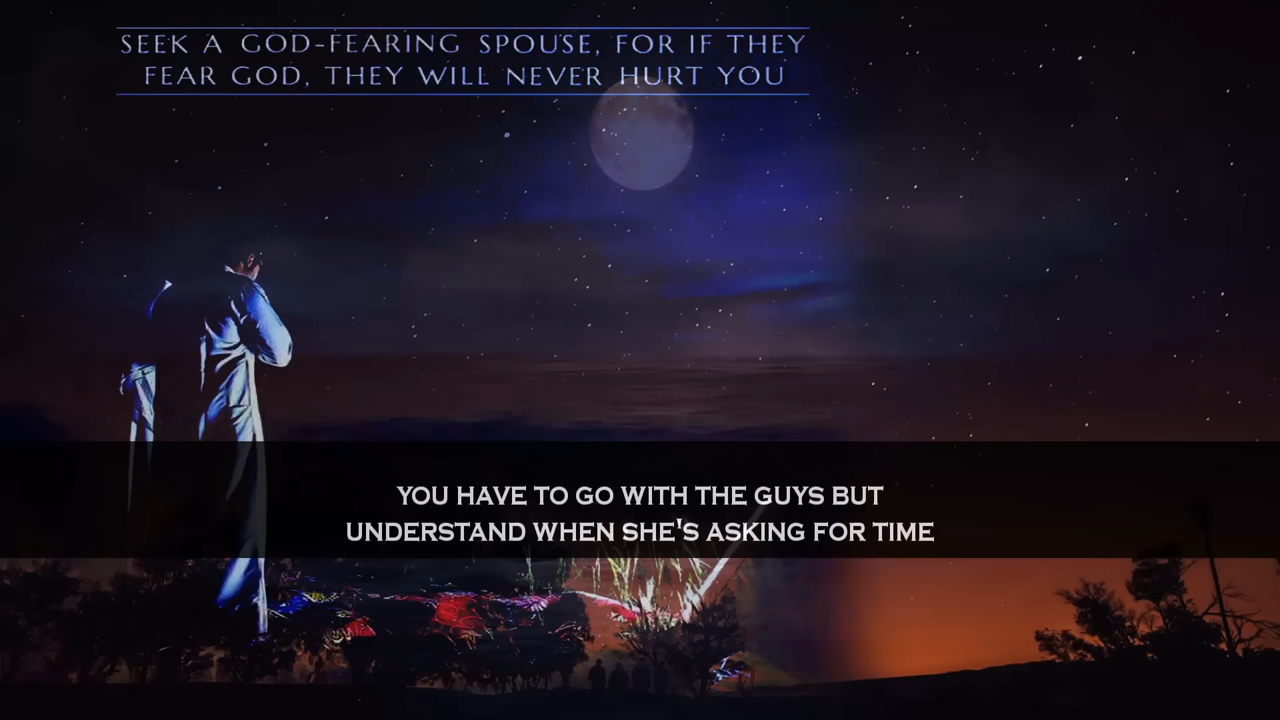 SEEK A GOD-FEARING SPOUSE, FOR IF THEY
FEAR GOD, THEY WILL NEVER HURT YOU
YOU HAVE TO GO WITH THE GUYS BUT
UNDERSTAND WHEN SHE'S ASKING FOR TIME